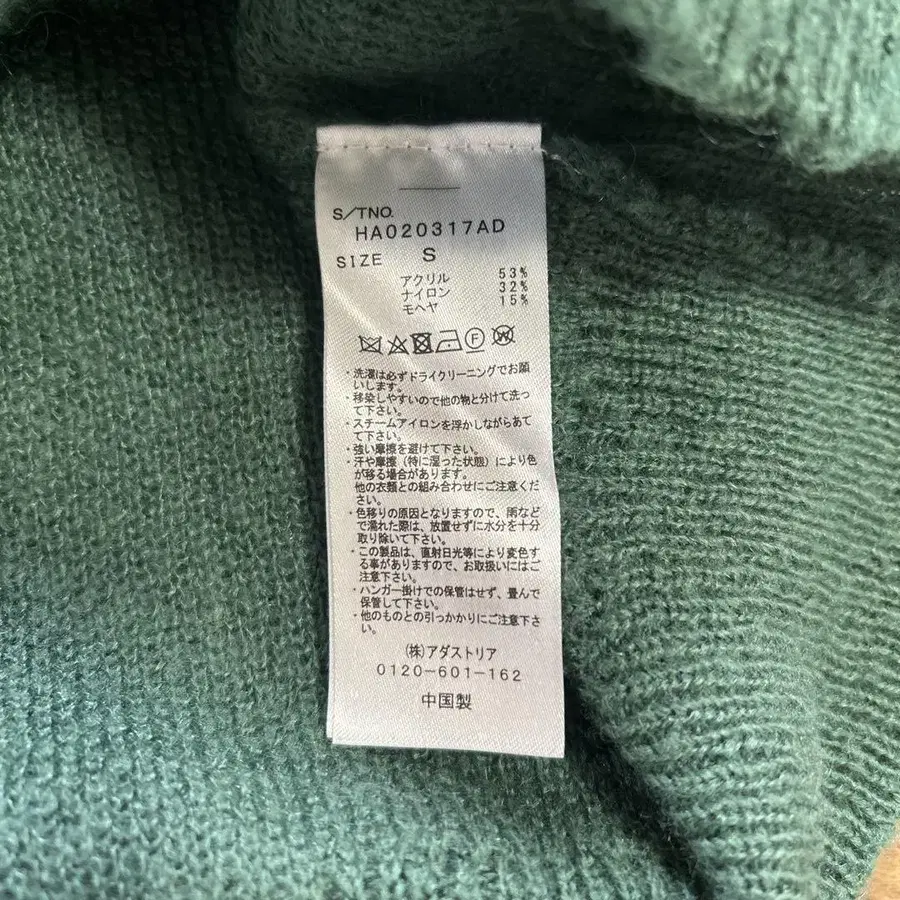 S/TNO.
HA020317AD
SIZE S
アクリル 53%
ナイロン 32%
モヘヤ 15%
F W
・洗濯は必ずドライクリーニングでお願
いします。
・移染しやすいので他の物と分けて洗っ
て下さい。
・スチームアイロンを浮かしながらあて
て下さい。
・強い摩擦を避けて下さい。
・汗や摩擦（特に湿った状態）により色
が移る場合があります。
他の衣類との組み合わせにご注意くだ
さい。
・色移りの原因となりますので、雨など
で濡れた際は、放置せずに水分を十分
取り除いて下さい。
・この製品は、直射日光等により変色す
る事がありますので、お取扱いにはご
注意下さい。
・ハンガー掛けでの保管はせず、畳んで
保管して下さい。
・他のものとの引っかかりにご注意下さ
い。
(株)アダストリア
0120-601-162
中国製